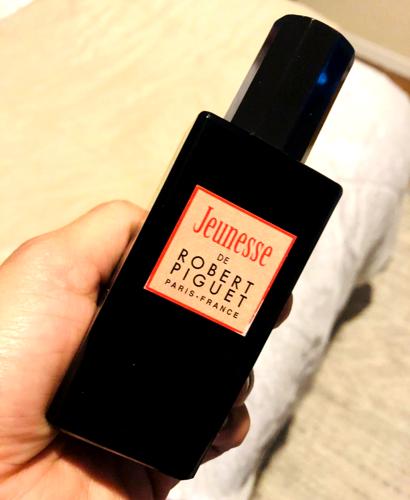 Jeunesse
DE
ROBERT
PIGUET
PARIS-FRANCE